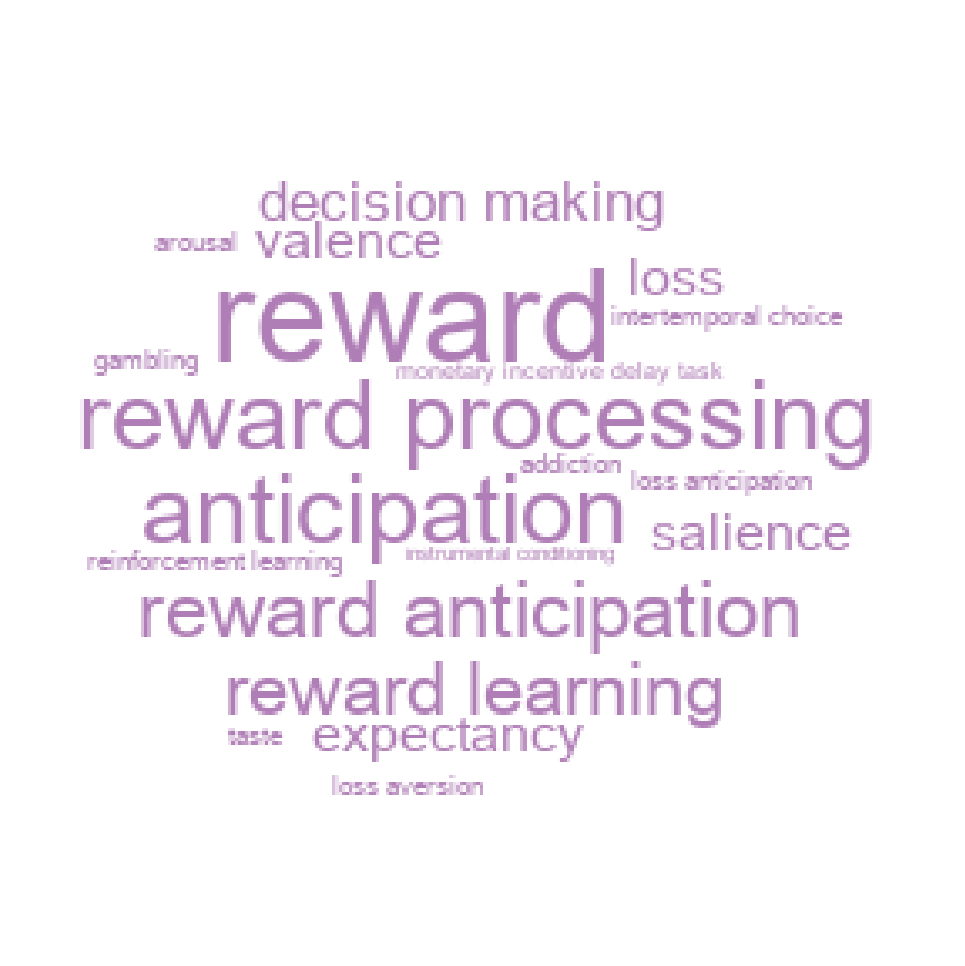 decision making
arousal valence
loss
reward
intertemporal choice
gambling
monetary incentive delay task
reward processing
addiction
loss anticipation
anticipation
salience
reinforcement learning
instrumental conditioning
reward anticipation
reward learning
taste expectancy
loss aversion